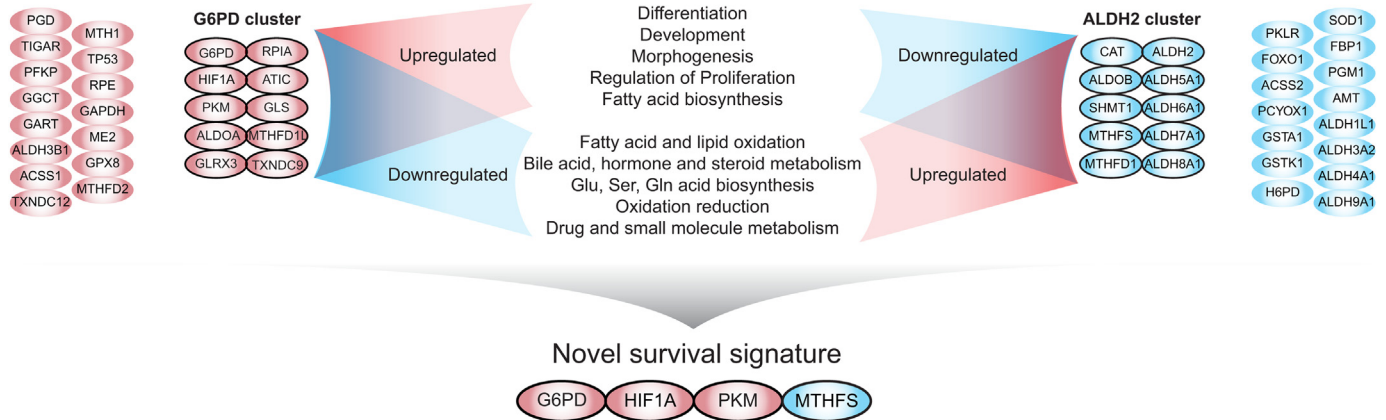 PGD
MTH1
TIGAR
TP53
PFKP
RPE
GGCT
GAPDH
GART
ME2
ALDH3B1
GPX8
ACSS1
MTHFD2
TXNDC12
G6PD cluster
G6PD RPIA
HIF1A ATIC
PKM GLS
ALDOA MTHFD1L
GLRX3 TXNDC9
Upregulated
Downregulated
Differentiation
Development
Morphogenesis
Regulation of Proliferation
Fatty acid biosynthesis
Fatty acid and lipid oxidation
Bile acid, hormone and steroid metabolism
Glu, Ser, Gln acid biosynthesis
Oxidation reduction
Drug and small molecule metabolism
Downregulated
Upregulated
ALDH2 cluster
CAT ALDH2
ALDOB ALDH5A1
SHMT1 ALDH6A1
MTHFS ALDH7A1
MTHFD1 ALDH8A1
SOD1
PKLR
FBP1
FOXO1
PGM1
ACSS2
AMT
PCYOX1
ALDH1L1
GSTA1
ALDH3A2
GSTK1
ALDH4A1
H6PD
ALDH9A1
Novel survival signature
G6PD HIF1A PKM MTHFS